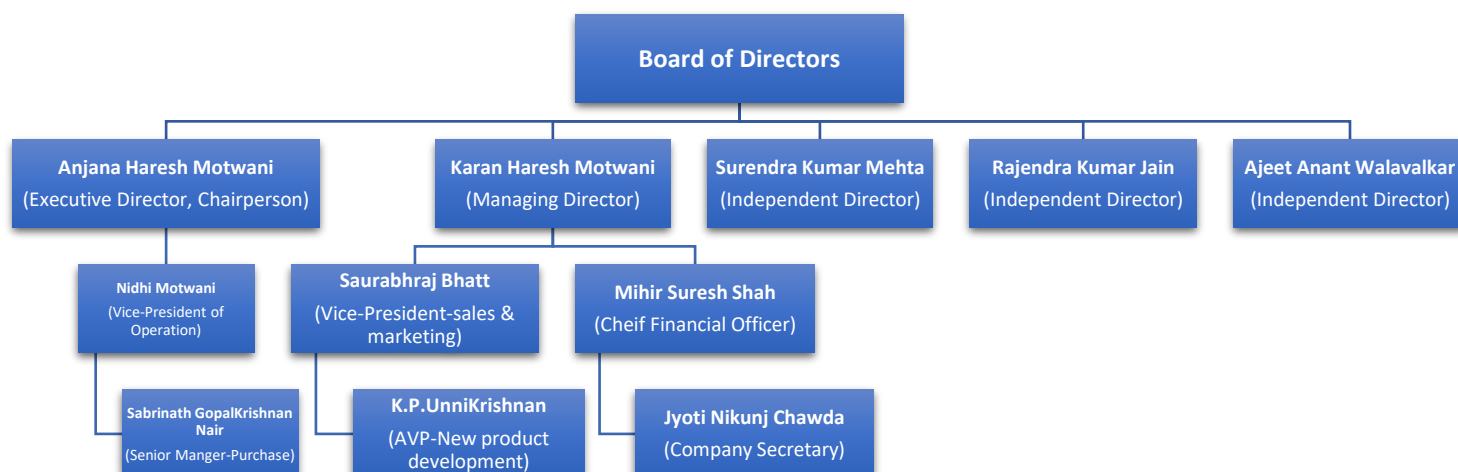 Board of Directors
Anjana Haresh Motwani
(Executive Director, Chairperson)
Karan Haresh Motwani
(Managing Director)
Surendra Kumar Mehta
(Independent Director)
Rajendra Kumar Jain
(Independent Director)
Ajeet Anant Walavalkar
(Independent Director)
Nidhi Motwani
(Vice-President of
Operation)
Saurabhraj Bhatt
(Vice-President-sales &
marketing)
Mihir Suresh Shah
(Cheif Financial Officer)
Sabrinath GopalKrishnan
Nair
(Senior Manger-Purchase)
K.P.UnniKrishnan
(AVP-New product
development)
Jyoti Nikunj Chawda
(Company Secretary)